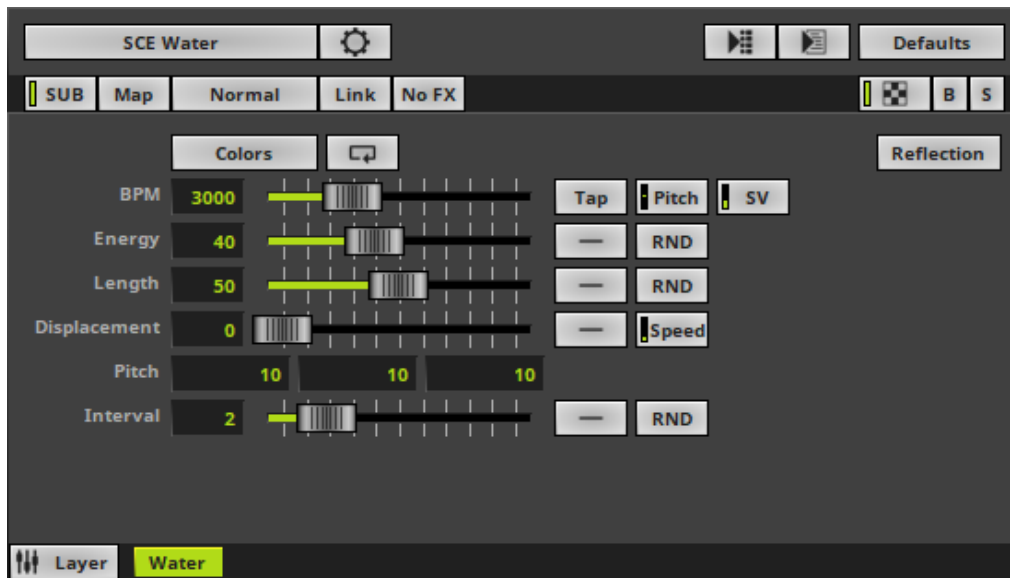 SCE Water Defaults
SUB Map Normal Link No FX B S
Colors Reflection
BPM 3000 Tap Pitch SV
Energy 40 RND
Length 50 RND
Displacement 0 Speed
Pitch 10 10 10
Interval 2 RND
Layer Water